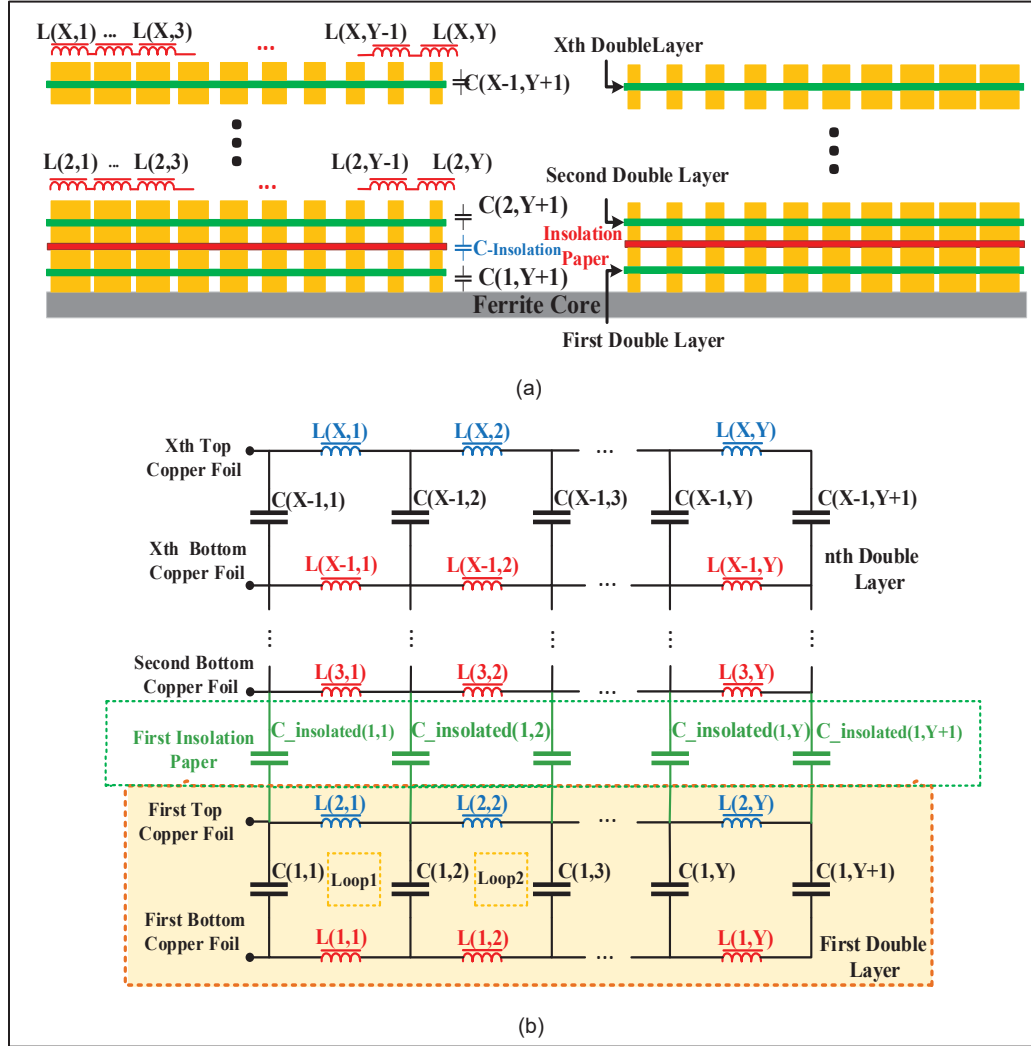 L(X,1) ... L(X,3) ... L(X,Y-1) L(X,Y)
Xth DoubleLayer
C(X-1,Y+1)
L(2,1) ... L(2,3) ... L(2,Y-1) L(2,Y)
Second Double Layer
C(2,Y+1)
C-Insolation
Insolation
Paper
C(1,Y+1)
Ferrite Core
First Double Layer
(a)
L(X,1) L(X,2) L(X,Y)
Xth Top
Copper Foil
...
C(X-1,1) C(X-1,2) C(X-1,3) C(X-1,Y) C(X-1,Y+1)
Xth Bottom
Copper Foil
L(X-1,1) L(X-1,2) ... L(X-1,Y)
nth Double
Layer
Second Bottom
Copper Foil
L(3,1) L(3,2) ... L(3,Y)
First Insolation
Paper
C_insolated(1,1) C_insolated(1,2) C_insolated(1,Y) C_insolated(1,Y+1)
First Top
Copper Foil
L(2,1) L(2,2) ... L(2,Y)
C(1,1) Loop1 C(1,2) Loop2 C(1,3) C(1,Y) C(1,Y+1)
First Bottom
Copper Foil
L(1,1) L(1,2) ... L(1,Y)
First Double
Layer
(b)